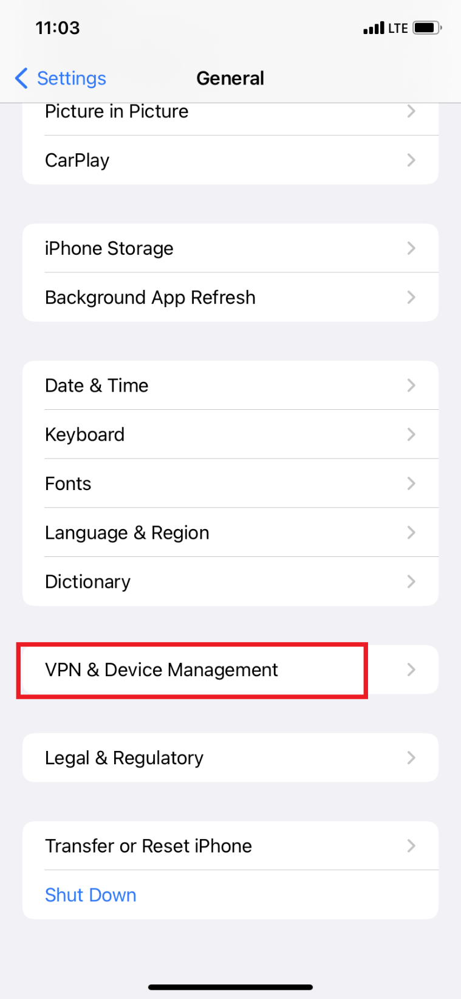 11:03 LTE
Settings General
Picture in Picture
CarPlay
iPhone Storage
Background App Refresh
Date & Time
Keyboard
Fonts
Language & Region
Dictionary
VPN & Device Management
Legal & Regulatory
Transfer or Reset iPhone
Shut Down